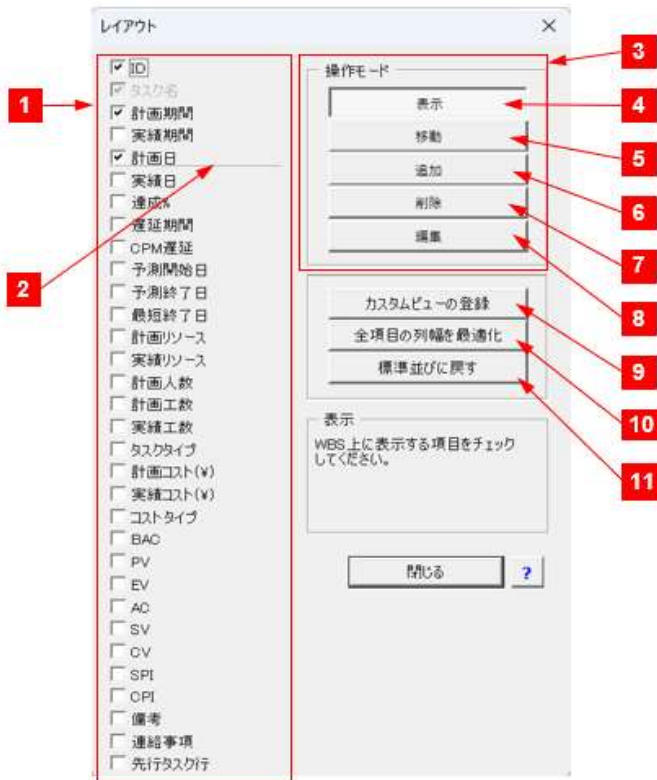 レイアウト
ID
タスク名
計画期間
実績期間
計画日
実績日
達成%
遅延期間
CPM遅延
予測開始日
予測終了日
最短終了日
計画リソース
実績リソース
計画人数
計画工数
実績工数
タスクタイプ
計画コスト(¥)
実績コスト(¥)
コストタイプ
BAC
PV
EV
AC
SV
CV
SPI
CPI
備考
連絡事項
先行タスク行
操作モード
表示
移動
追加
削除
編集
カスタムビューの登録
全項目の列幅を最適化
標準並びに戻す
表示
WBS上に表示する項目をチェック
してください。
閉じる
?
1
2
3
4
5
6
7
8
9
10
11